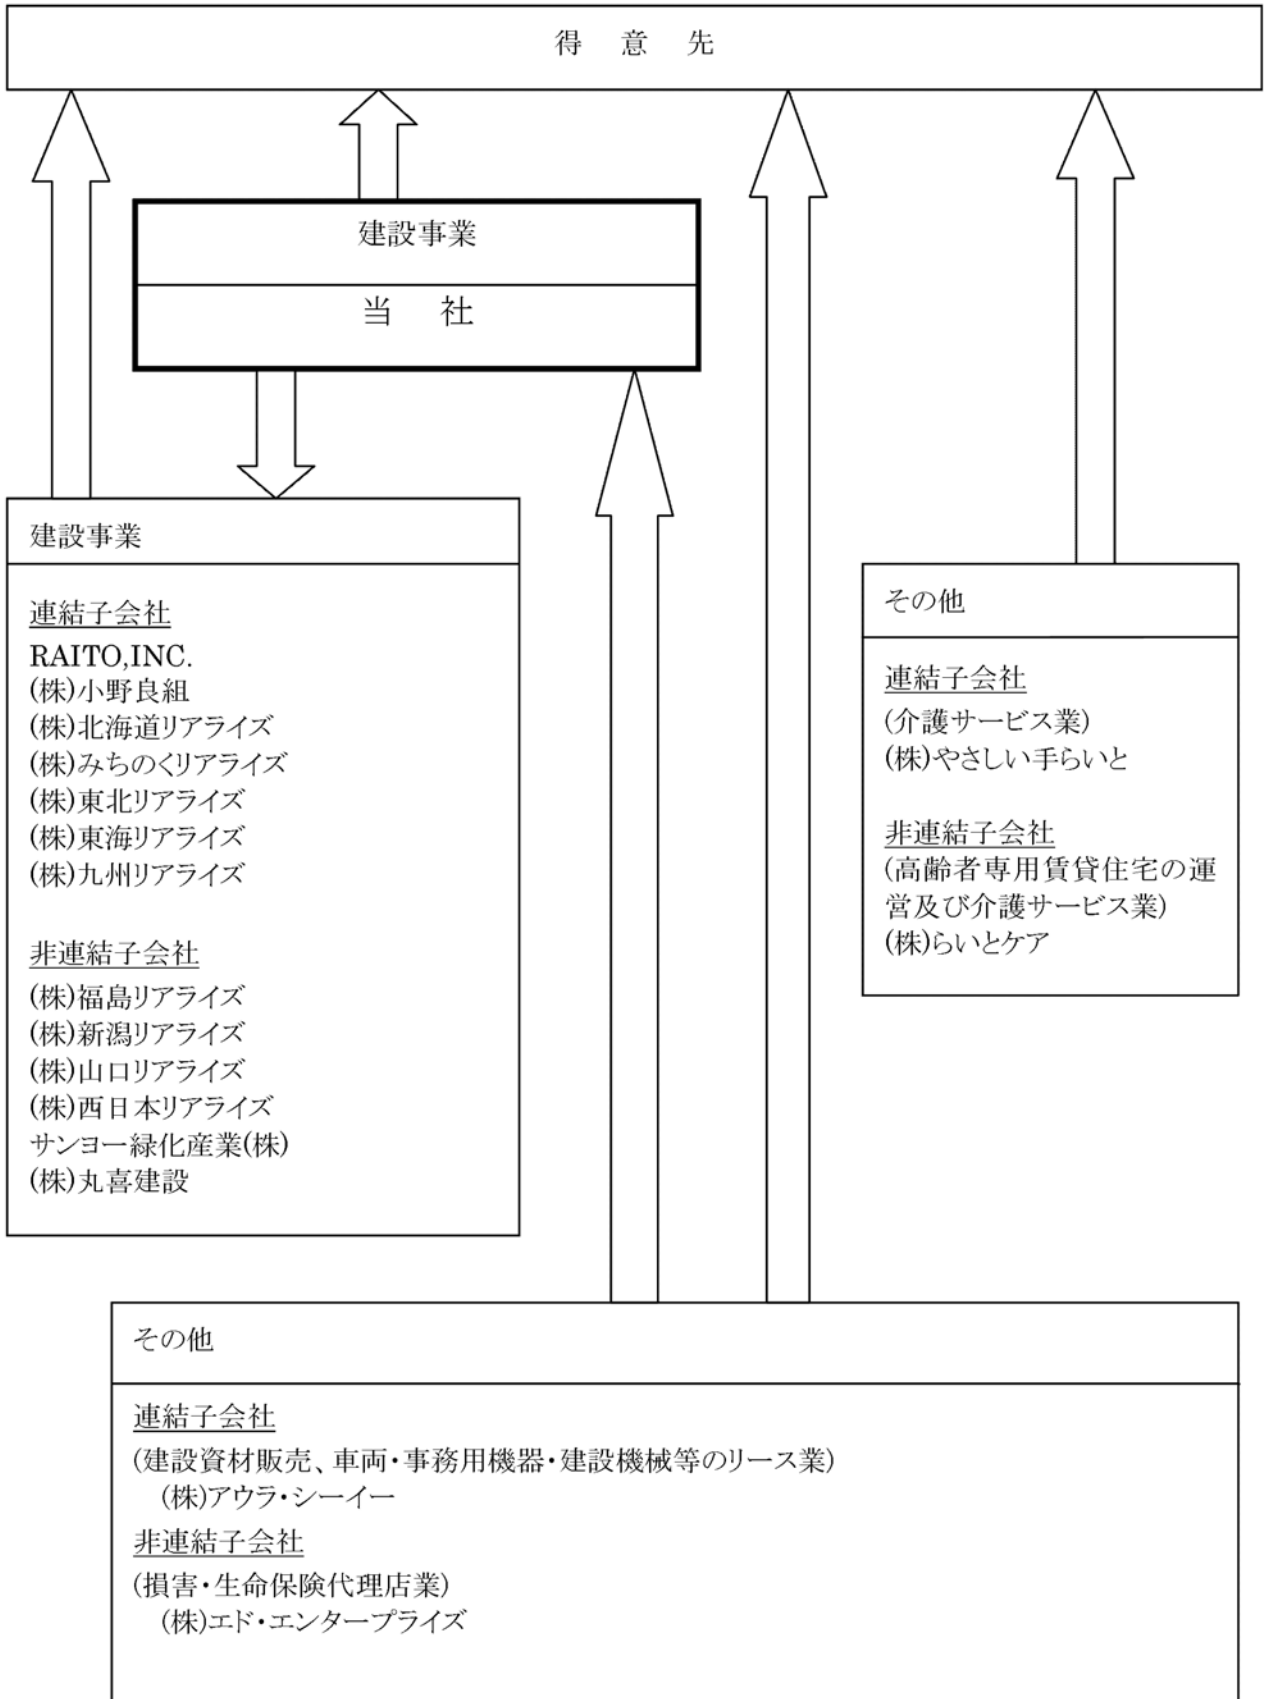 得 意 先
建設事業
当 社
建設事業
連結子会社
RAITO,INC.
(株)小野良組
(株)北海道リアライズ
(株)みちのくリアライズ
(株)東北リアライズ
(株)東海リアライズ
(株)九州リアライズ
非連結子会社
(株)福島リアライズ
(株)新潟リアライズ
(株)山口リアライズ
(株)西日本リアライズ
サンヨー緑化産業(株)
(株)丸喜建設
その他
連結子会社
(介護サービス業)
(株)やさしい手らいと
非連結子会社
(高齢者専用賃貸住宅の運
営及び介護サービス業)
(株)らいとケア
その他
連結子会社
(建設資材販売、車両・事務用機器・建設機械等のリース業)
(株)アウラ・シーイー
非連結子会社
(損害・生命保険代理店業)
(株)エド・エンタープライズ